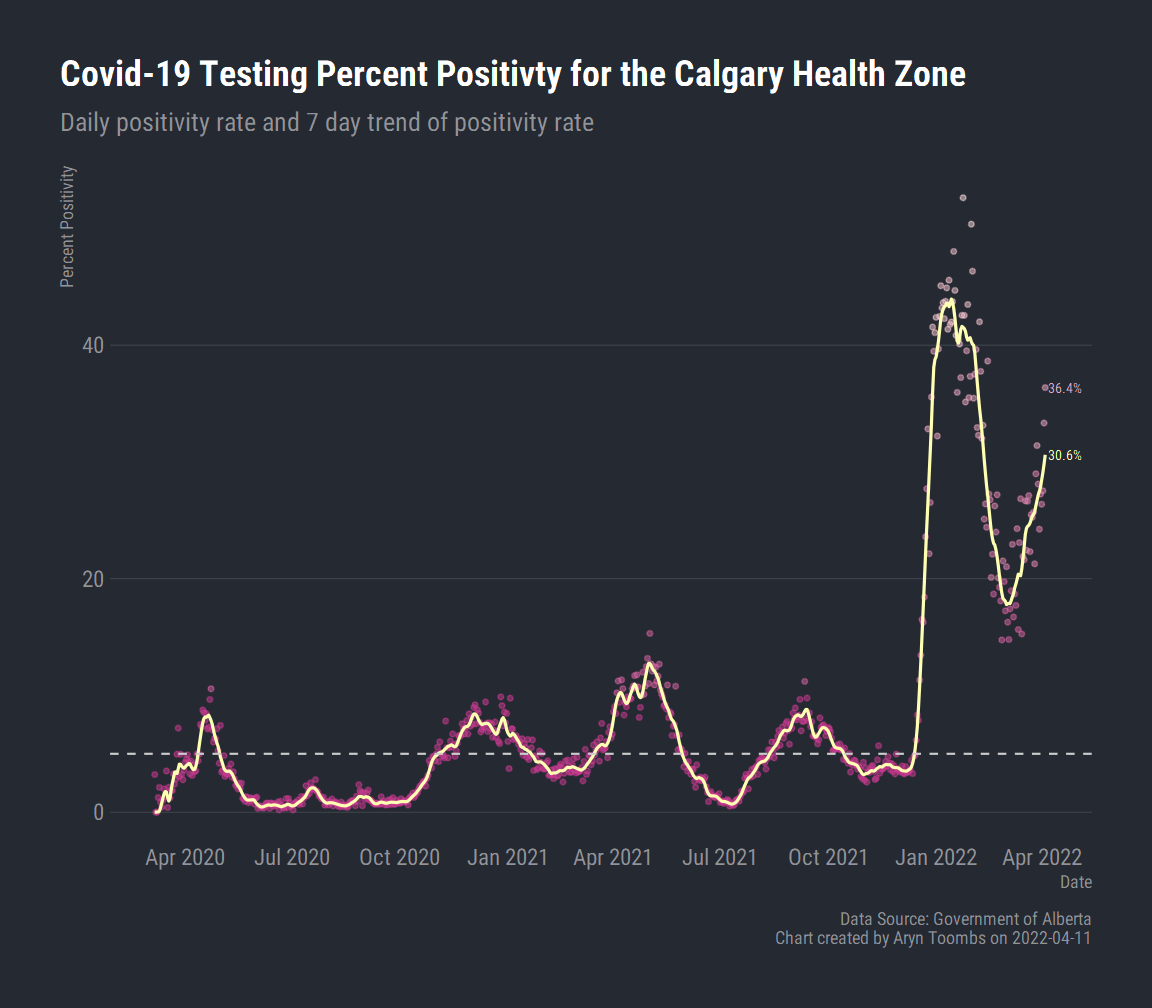 Covid-19 Testing Percent Positivty for the Calgary Health Zone
Daily positivity rate and 7 day trend of positivity rate
Percent Positivity
40
36.4%
30.6%
20
0
Apr 2020 Jul 2020 Oct 2020 Jan 2021 Apr 2021 Jul 2021 Oct 2021 Jan 2022 Apr 2022
Date
Data Source: Government of Alberta
Chart created by Aryn Toombs on 2022-04-11